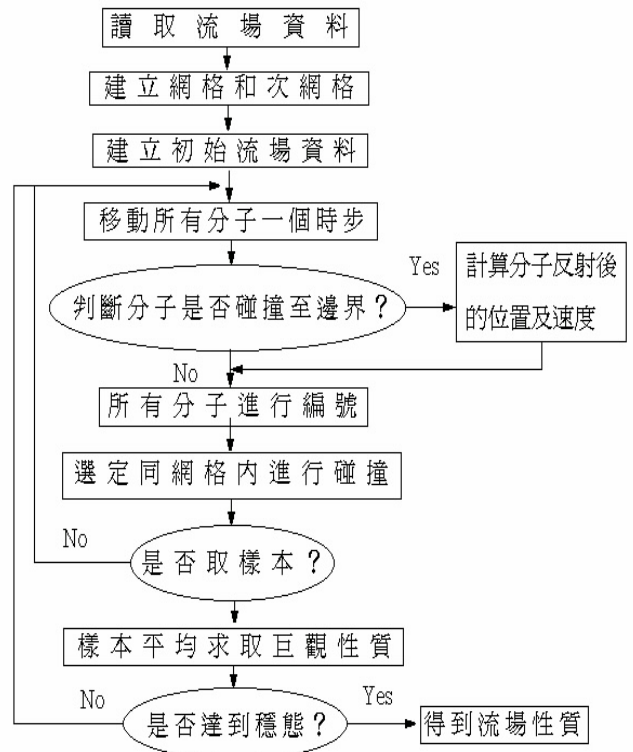 讀取流場資料
建立網格和次網格
建立初始流場資料
移動所有分子一個時步
判斷分子是否碰撞至邊界？
Yes
計算分子反射後
的位置及速度
No
所有分子進行編號
選定同網格內進行碰撞
No
是否取樣本？
樣本平均求取巨觀性質
No
是否達到穩態？
Yes
得到流場性質